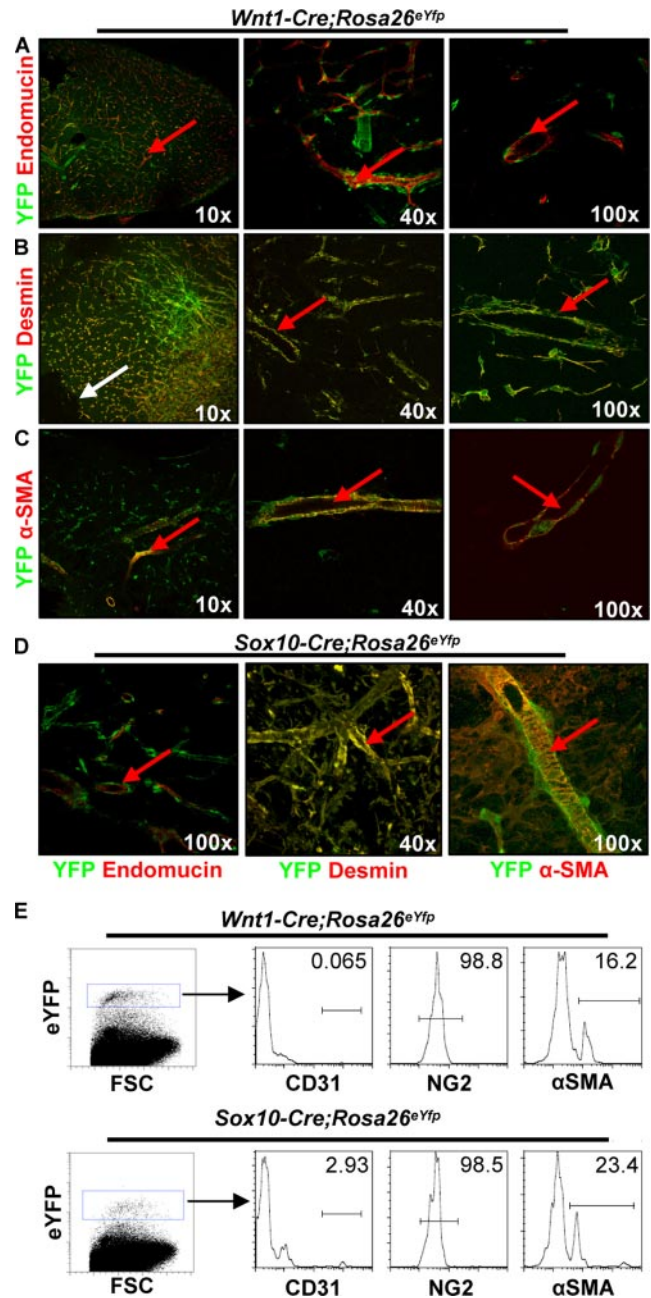 Wnt1-Cre;Rosa26eYfp
A
YFP Endomucin
10x
40x
100x
B
YFP Desmin
10x
40x
100x
C
YFP α-SMA
10x
40x
100x
D
Sox10-Cre;Rosa26eYfp
100x
40x
100x
YFP Endomucin
YFP Desmin
YFP α-SMA
E
Wnt1-Cre;Rosa26eYfp
eYFP
FSC
0.065
CD31
98.8
NG2
16.2
αSMA
Sox10-Cre;Rosa26eYfp
eYFP
FSC
2.93
CD31
98.5
NG2
23.4
αSMA